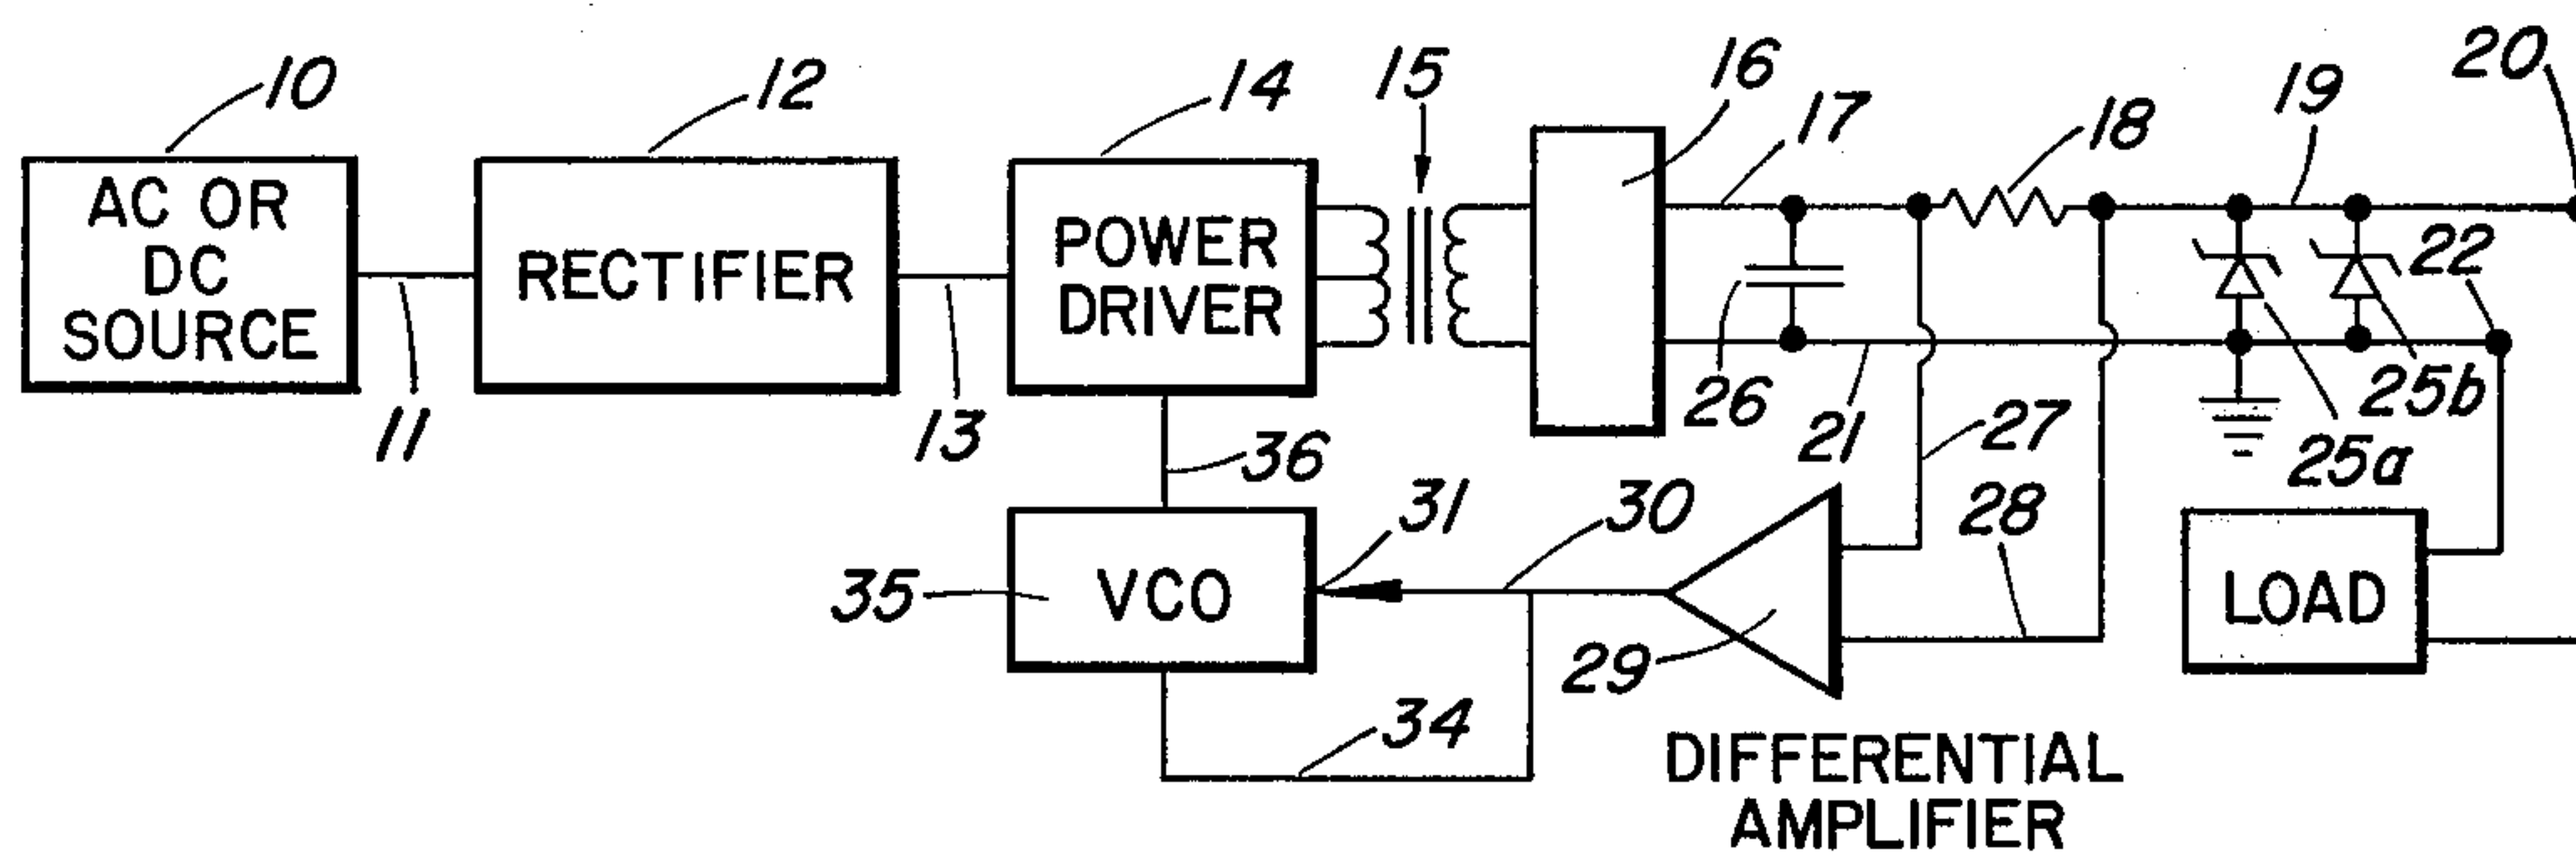 10
12
14
15
16
17
18
19
20
AC OR
DC
SOURCE
RECTIFIER
POWER
DRIVER
22
11
13
36
26
21
27
25b
25a
31
30
28
35
VCO
29
LOAD
34
DIFFERENTIAL
AMPLIFIER